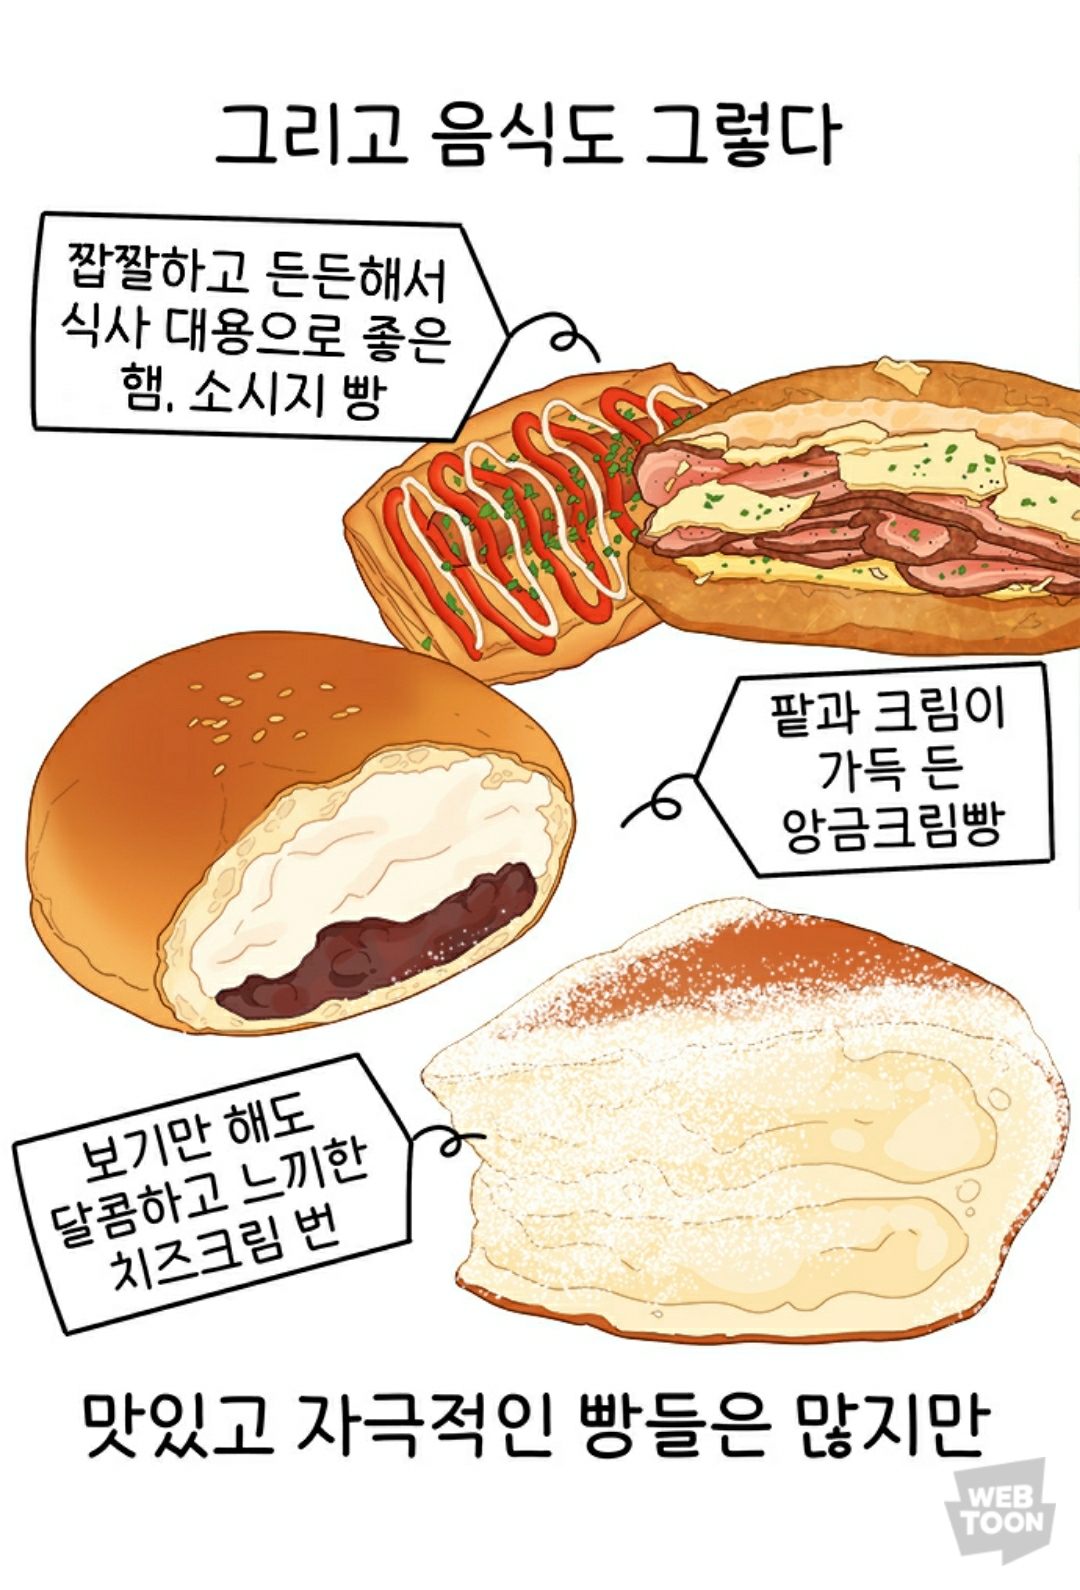 그리고 음식도 그렇다
짭짤하고 든든해서
식사 대용으로 좋은
햄, 소시지 빵
팥과 크림이
가득 든
앙금크림빵
보기만 해도
달콤하고 느끼한
치즈크림 번
맛있고 자극적인 빵들은 많지만
WEB
TOON